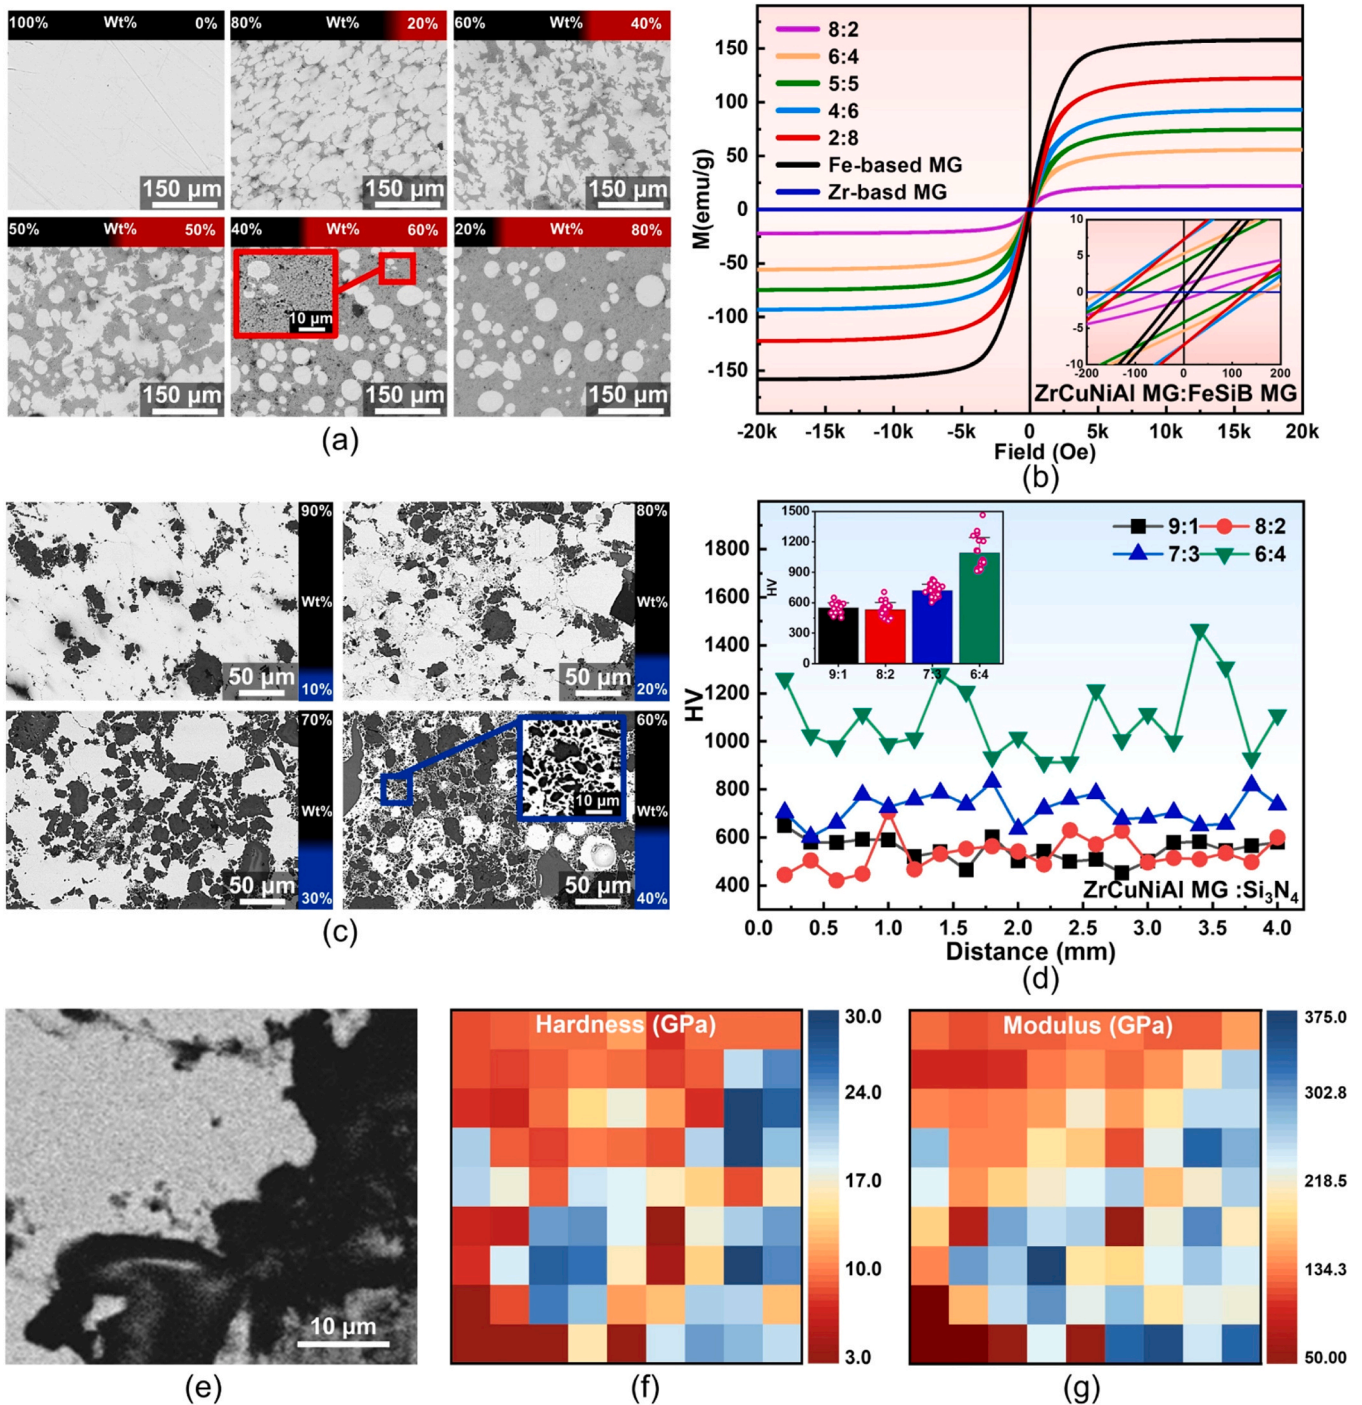 100% Wt% 0%
80% Wt% 20%
60% Wt% 40%
150 μm
150 μm
150 μm
50% Wt% 50%
40% Wt% 60%
20% Wt% 80%
10 μm
150 μm
150 μm
150 μm
(a)
8:2
6:4
5:5
4:6
2:8
Fe-based MG
Zr-basd MG
M(emu/g)
150
100
50
0
-50
-100
-150
10
5
0
-5
-10
-200 -100 0 100 200
ZrCuNiAl MG:FeSiB MG
-20k -15k -10k -5k 0 5k 10k 15k 20k
Field (Oe)
(b)
90%
Wt%
10%
50 μm
80%
Wt%
20%
50 μm
70%
Wt%
30%
50 μm
60%
Wt%
40%
10 μm
50 μm
(c)
9:1 8:2
7:3 6:4
HV
1800
1600
1400
1200
1000
800
600
400
1500
1200
900
600
300
0
HV
9:1 8:2 7:3 6:4
ZrCuNiAl MG :Si₃N₄
0.0 0.5 1.0 1.5 2.0 2.5 3.0 3.5 4.0
Distance (mm)
(d)
10 μm
(e)
Hardness (GPa)
30.0
24.0
17.0
10.0
3.0
(f)
Modulus (GPa)
375.0
302.8
218.5
134.3
50.00
(g)